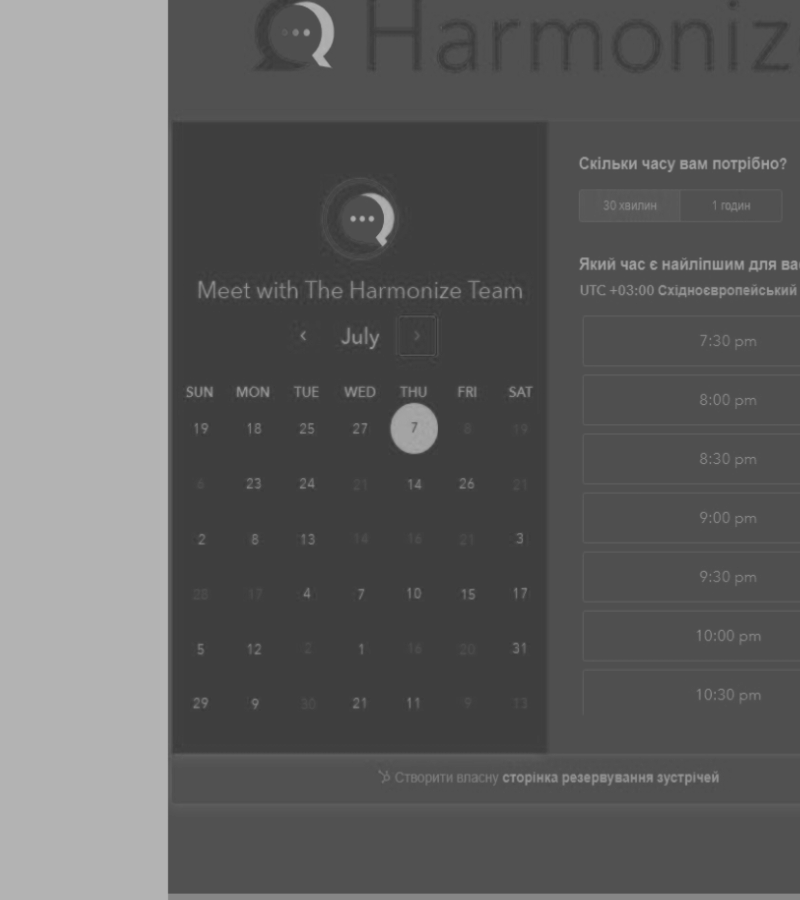 Harmoniz
Meet with The Harmonize Team
July
SUN MON TUE WED THU FRI SAT
19 18 25 27 7 8 19
6 23 24 21 14 26 21
2 8 13 14 16 21 3
28 17 4 7 10 15 17
5 12 2 1 16 20 31
29 9 30 21 11 9 13
Скільки часу вам потрібно?
30 хвилин 1 годин
Який час є найліпшим для ва
UTC +03:00 Східноєвропейський
7:30 pm
8:00 pm
8:30 pm
9:00 pm
9:30 pm
10:00 pm
10:30 pm
Створити власну сторінка резервування зустрічей